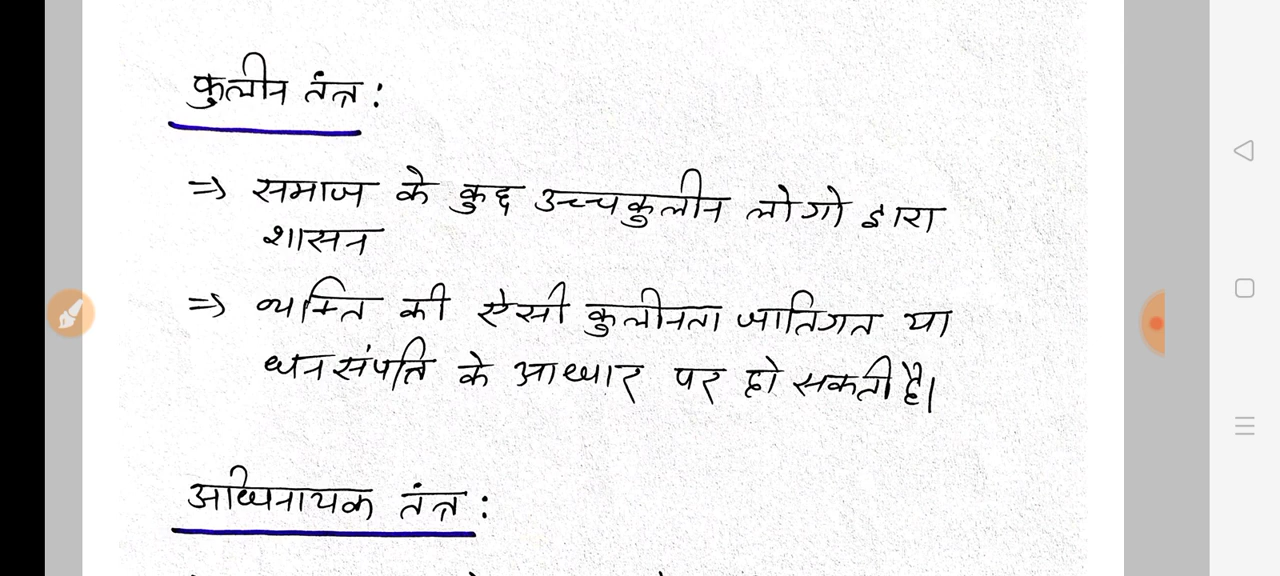 कुलीन तंत्र :
⇒ समाज के कुछ उच्चकुलीन लोगो द्वारा
शासन
⇒ व्यक्ति की ऐसी कुलीनता जातिगत या
धनसंपत्ति के आधार पर हो सकती है।
अधिनायक तंत्र :